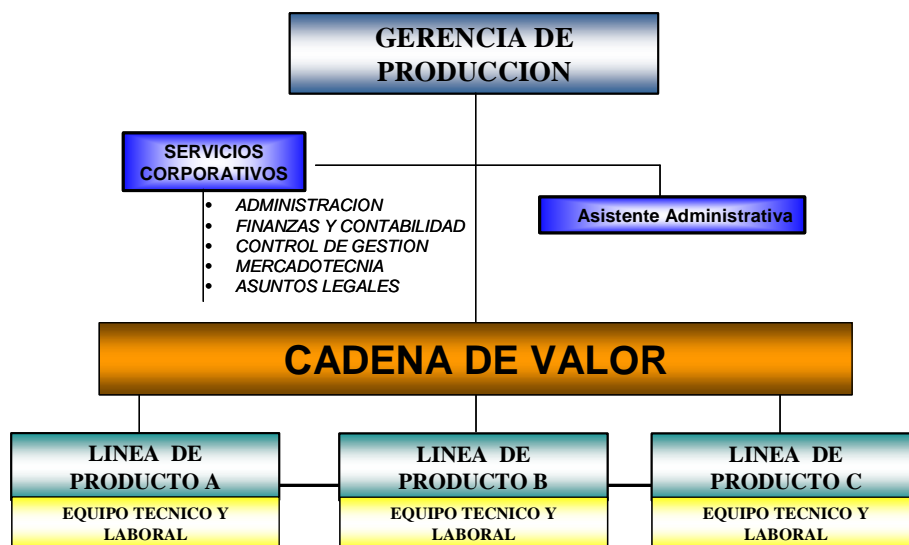 GERENCIA DE
PRODUCCION
SERVICIOS
CORPORATIVOS
• ADMINISTRACION
• FINANZAS Y CONTABILIDAD
• CONTROL DE GESTION
• MERCADOTECNIA
• ASUNTOS LEGALES
Asistente Administrativa
CADENA DE VALOR
LINEA DE
PRODUCTO A
EQUIPO TECNICO Y
LABORAL
LINEA DE
PRODUCTO B
EQUIPO TECNICO Y
LABORAL
LINEA DE
PRODUCTO C
EQUIPO TECNICO Y
LABORAL